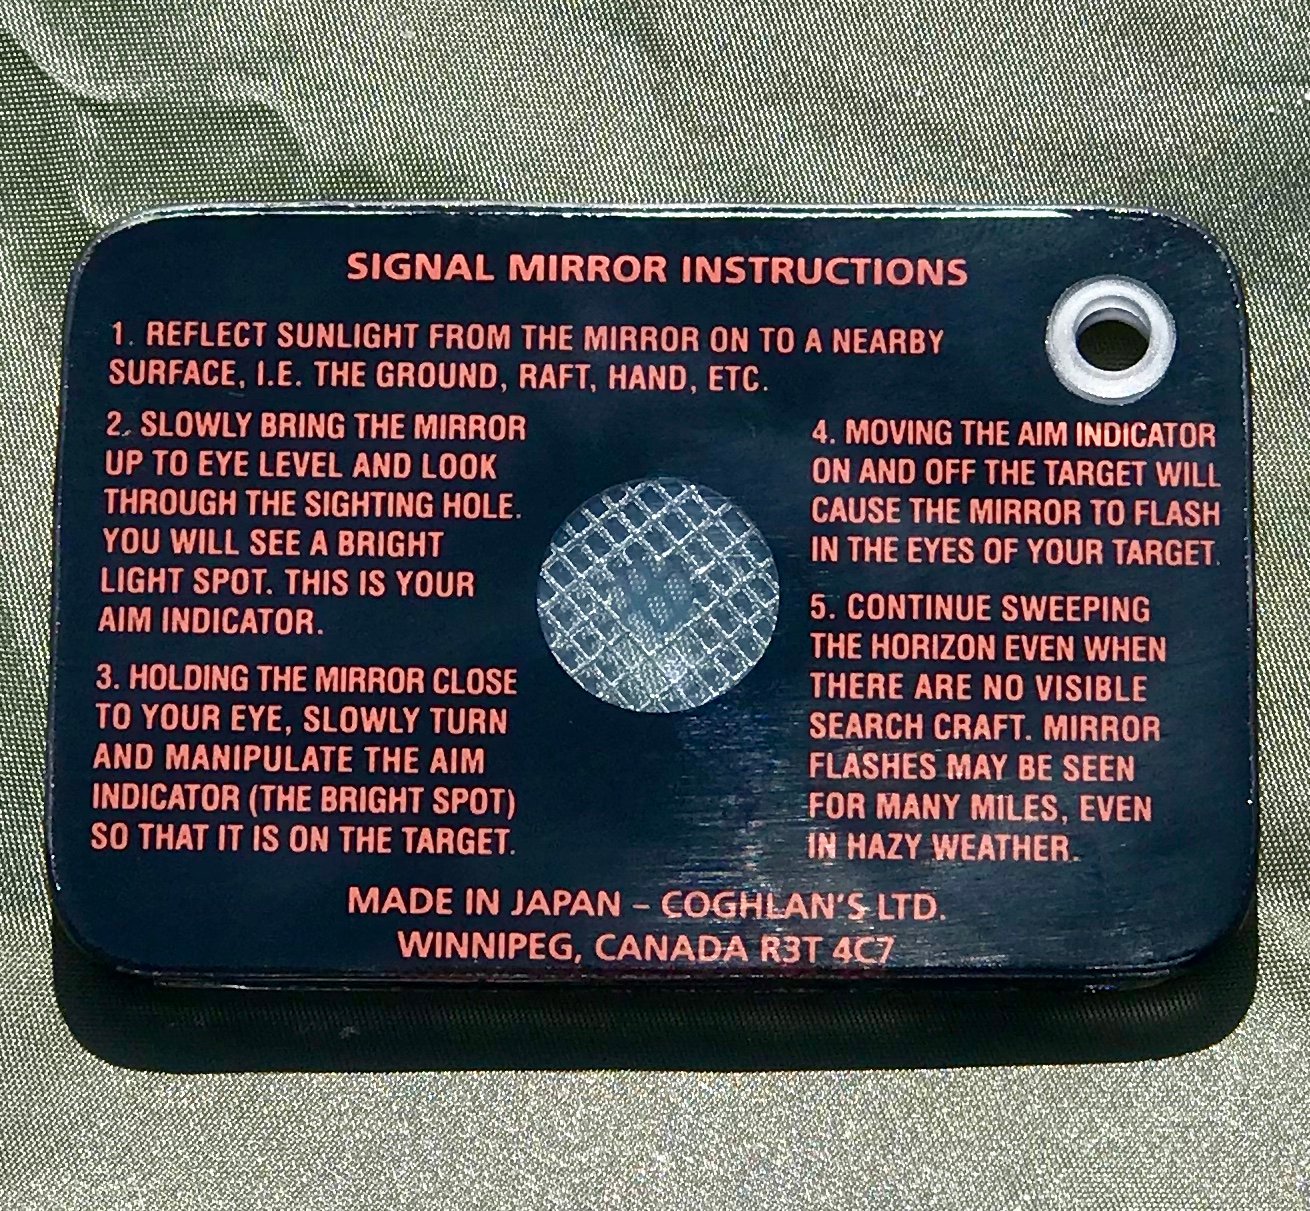 SIGNAL MIRROR INSTRUCTIONS
1. REFLECT SUNLIGHT FROM THE MIRROR ON TO A NEARBY
SURFACE, I.E. THE GROUND, RAFT, HAND, ETC.
2. SLOWLY BRING THE MIRROR
UP TO EYE LEVEL AND LOOK
THROUGH THE SIGHTING HOLE.
YOU WILL SEE A BRIGHT
LIGHT SPOT. THIS IS YOUR
AIM INDICATOR.
3. HOLDING THE MIRROR CLOSE
TO YOUR EYE, SLOWLY TURN
AND MANIPULATE THE AIM
INDICATOR (THE BRIGHT SPOT)
SO THAT IT IS ON THE TARGET.
4. MOVING THE AIM INDICATOR
ON AND OFF THE TARGET WILL
CAUSE THE MIRROR TO FLASH
IN THE EYES OF YOUR TARGET.
5. CONTINUE SWEEPING
THE HORIZON EVEN WHEN
THERE ARE NO VISIBLE
SEARCH CRAFT. MIRROR
FLASHES MAY BE SEEN
FOR MANY MILES, EVEN
IN HAZY WEATHER.
MADE IN JAPAN – COGHLAN'S LTD.
WINNIPEG, CANADA R3T 4C7